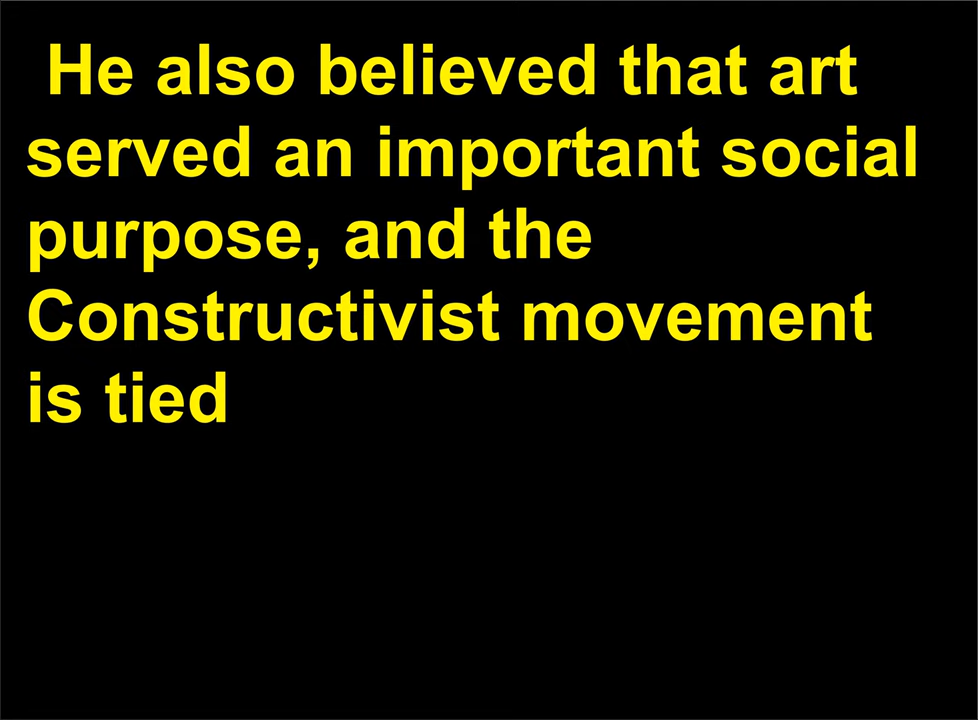 He also believed that art
served an important social
purpose, and the
Constructivist movement
is tied